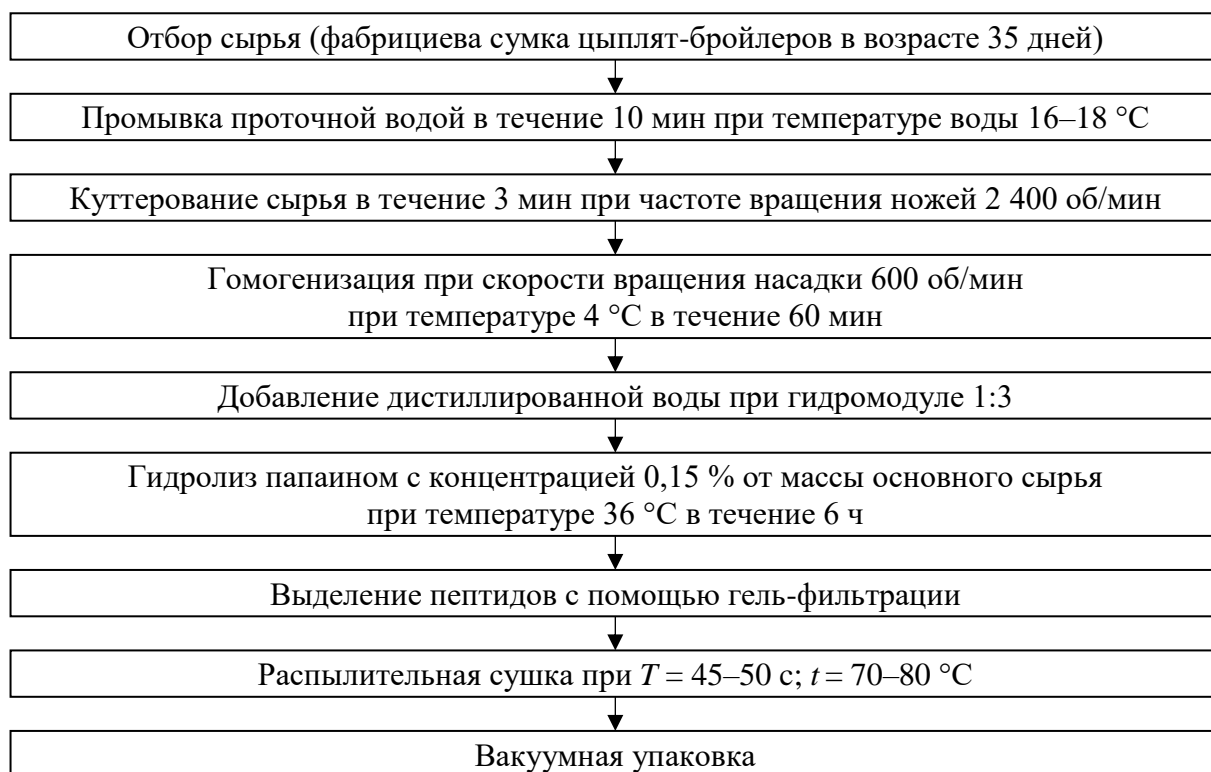 Отбор сырья (фабрициева сумка цыплят-бройлеров в возрасте 35 дней)
Промывка проточной водой в течение 10 мин при температуре воды 16–18 °С
Куттерование сырья в течение 3 мин при частоте вращения ножей 2 400 об/мин
Гомогенизация при скорости вращения насадки 600 об/мин
при температуре 4 °С в течение 60 мин
Добавление дистиллированной воды при гидромодуле 1:3
Гидролиз папаином с концентрацией 0,15 % от массы основного сырья
при температуре 36 °С в течение 6 ч
Выделение пептидов с помощью гель-фильтрации
Распылительная сушка при T = 45–50 с; t = 70–80 °С
Вакуумная упаковка